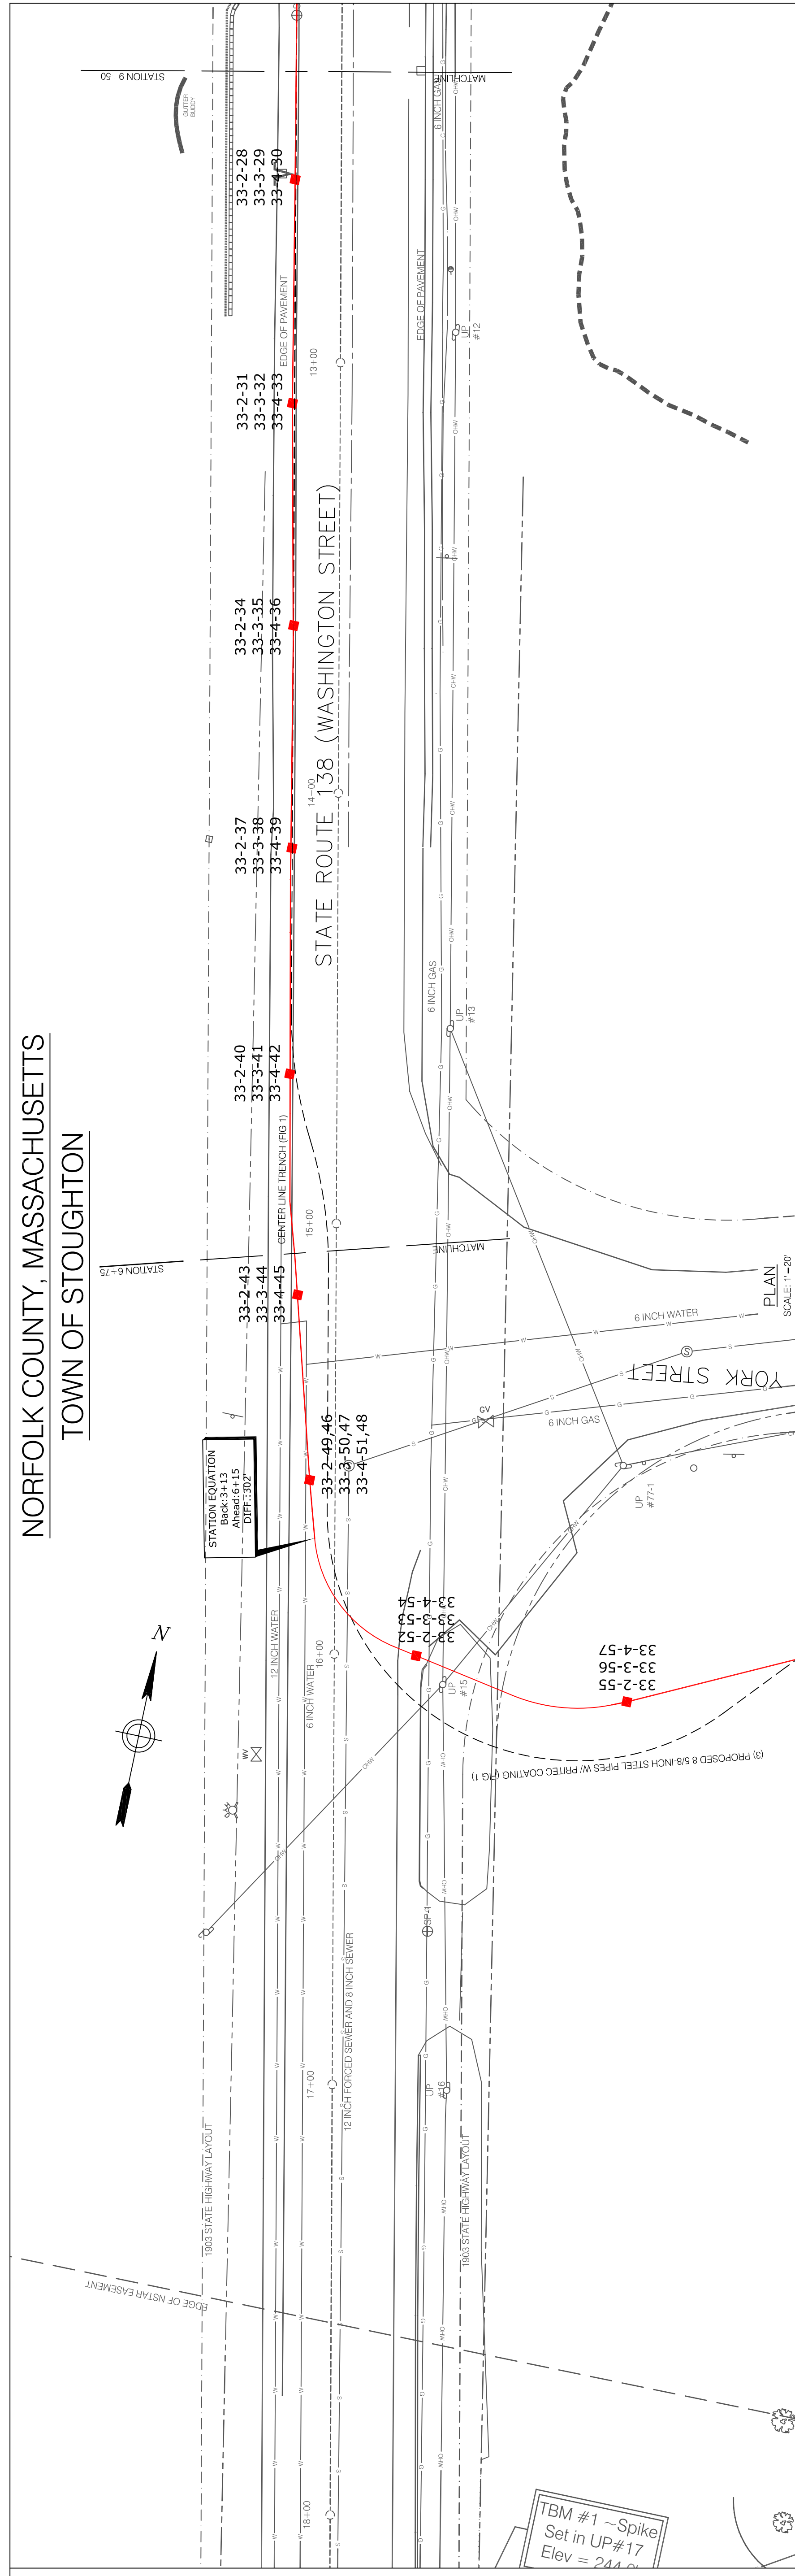 NORFOLK COUNTY, MASSACHUSETTS
TOWN OF STOUGHTON
STATION 9+50
MATCHLINE
GUTTER
BUDDY
6 INCH GAS
33-2-28
33-3-29
33-4-30
EDGE OF PAVEMENT
EDGE OF PAVEMENT
13+00
UP
#12
33-2-31
33-3-32
33-4-33
STATE ROUTE 138 (WASHINGTON STREET)
33-2-34
33-3-35
33-4-36
14+00
33-2-37
33-3-38
33-4-39
6 INCH GAS
UP
#13
33-2-40
33-3-41
33-4-42
CENTER LINE TRENCH (FIG 1)
15+00
STATION 6+75
MATCHLINE
33-2-43
33-3-44
33-4-45
PLAN
SCALE: 1"=20'
6 INCH WATER
YORK STREET
6 INCH GAS
GV
33-2-49,46
33-3-50,47
33-4-51,48
STATION EQUATION
Back:3+13
Ahead:6+15
DIFF.:302'
UP
#77-1
33-2-52
33-3-53
33-4-54
33-2-55
33-3-56
33-4-57
12 INCH WATER
6 INCH WATER
16+00
UP
#15
N
WV
(3) PROPOSED 8 5/8-INCH STEEL PIPES W/ PRITEC COATING (FIG 1)
SP-1
12 INCH FORCED SEWER AND 8 INCH SEWER
17+00
UP
#16
1903 STATE HIGHWAY LAYOUT
1903 STATE HIGHWAY LAYOUT
EDGE OF NSTAR EASEMENT
18+00
TBM #1 ~Spike
Set in UP#17
Elev = 244